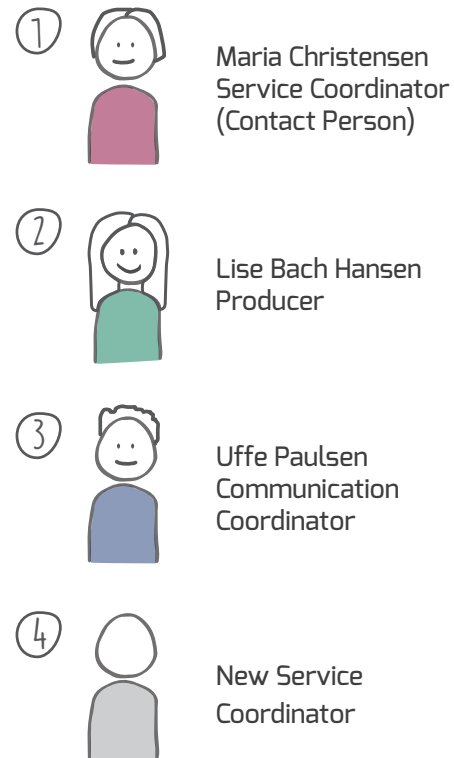 1
Maria Christensen
Service Coordinator
(Contact Person)
2
Lise Bach Hansen
Producer
3
Uffe Paulsen
Communication
Coordinator
4
New Service
Coordinator